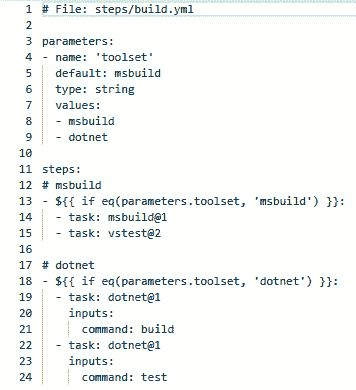 1 # File: steps/build.yml
2
3 parameters:
4 - name: 'toolset'
5   default: msbuild
6   type: string
7   values:
8   - msbuild
9   - dotnet
10
11 steps:
12 # msbuild
13 - ${{ if eq(parameters.toolset, 'msbuild') }}:
14   - task: msbuild@1
15   - task: vstest@2
16
17 # dotnet
18 - ${{ if eq(parameters.toolset, 'dotnet') }}:
19   - task: dotnet@1
20     inputs:
21       command: build
22   - task: dotnet@1
23     inputs:
24       command: test